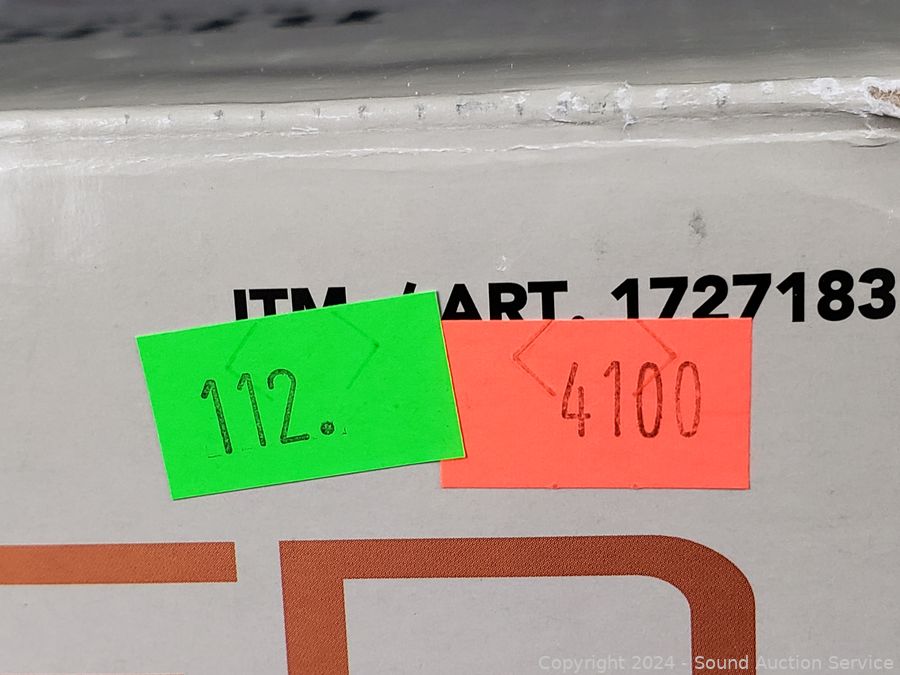 ITM. / ART. 1727183
112.
4100
Copyright 2024 - Sound Auction Service